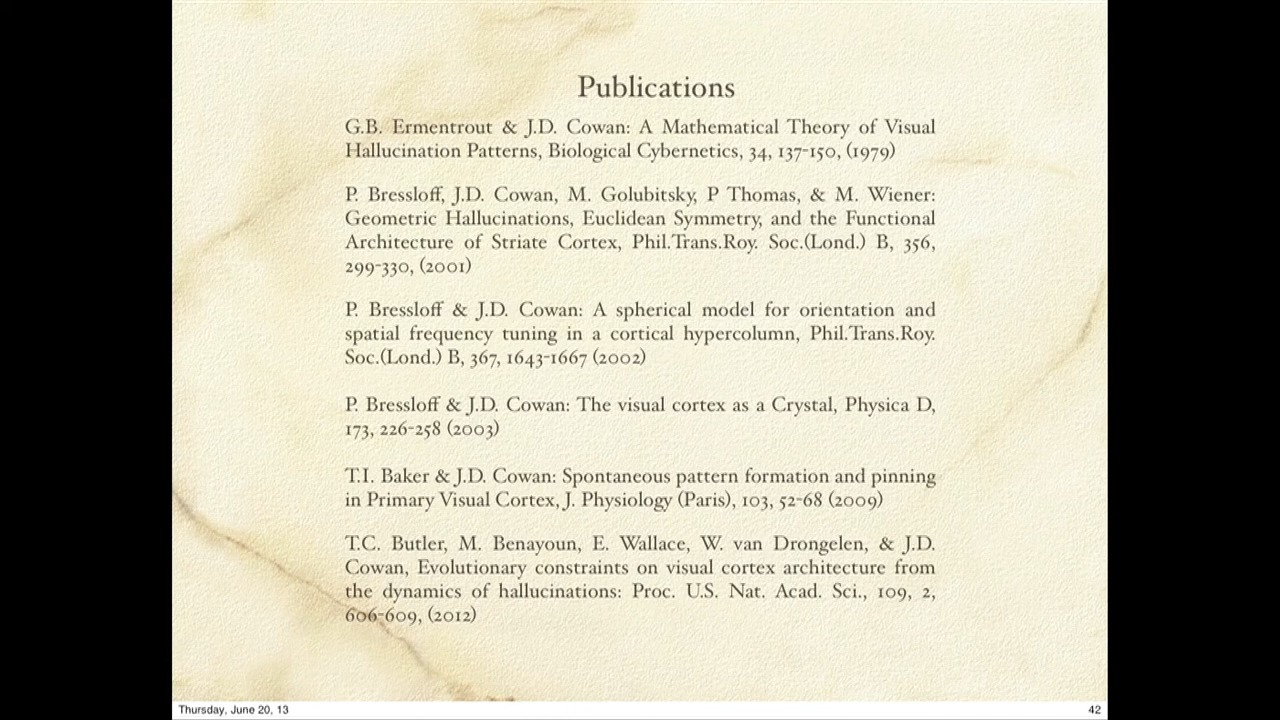 Publications
G.B. Ermentrout & J.D. Cowan: A Mathematical Theory of Visual
Hallucination Patterns, Biological Cybernetics, 34, 137-150, (1979)
P. Bressloff, J.D. Cowan, M. Golubitsky, P Thomas, & M. Wiener:
Geometric Hallucinations, Euclidean Symmetry, and the Functional
Architecture of Striate Cortex, Phil.Trans.Roy. Soc.(Lond.) B, 356,
299-330, (2001)
P. Bressloff & J.D. Cowan: A spherical model for orientation and
spatial frequency tuning in a cortical hypercolumn, Phil.Trans.Roy.
Soc.(Lond.) B, 367, 1643-1667 (2002)
P. Bressloff & J.D. Cowan: The visual cortex as a Crystal, Physica D,
173, 226-258 (2003)
T.I. Baker & J.D. Cowan: Spontaneous pattern formation and pinning
in Primary Visual Cortex, J. Physiology (Paris), 103, 52-68 (2009)
T.C. Butler, M. Benayoun, E. Wallace, W. van Drongelen, & J.D.
Cowan, Evolutionary constraints on visual cortex architecture from
the dynamics of hallucinations: Proc. U.S. Nat. Acad. Sci., 109, 2,
606-609, (2012)
Thursday, June 20, 13
42